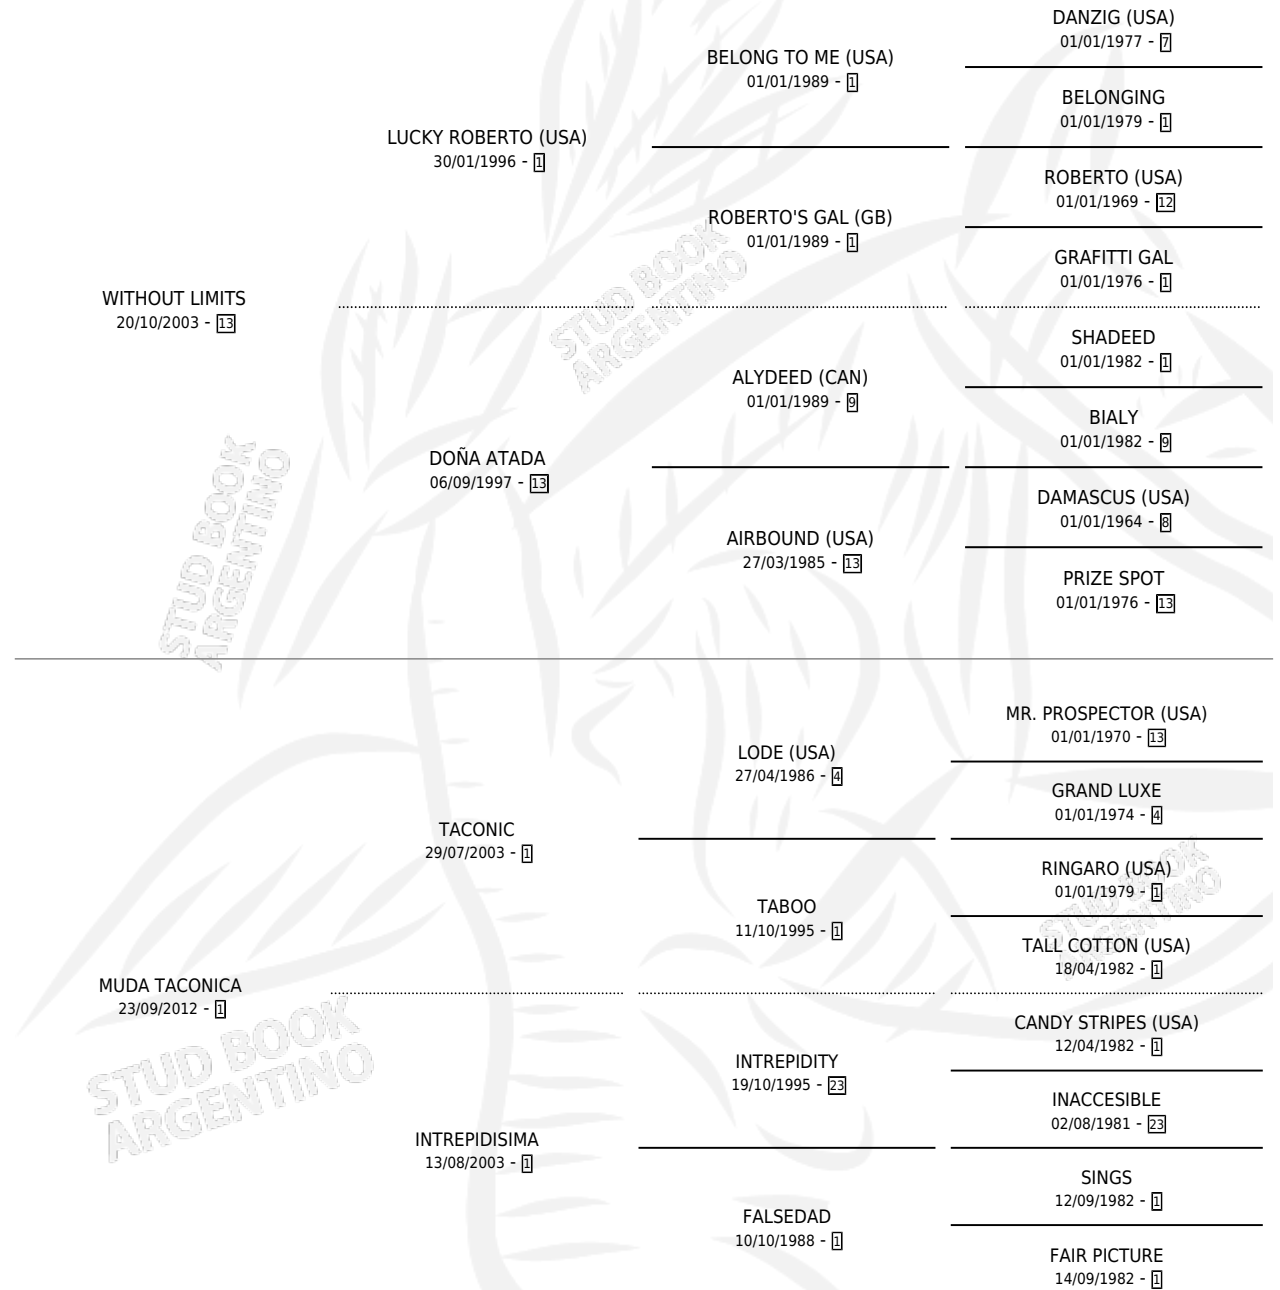 DANZIG (USA)
01/01/1977 - 7
BELONG TO ME (USA)
01/01/1989 - 1
BELONGING
01/01/1979 - 1
LUCKY ROBERTO (USA)
30/01/1996 - 1
ROBERTO (USA)
01/01/1969 - 12
ROBERTO'S GAL (GB)
01/01/1989 - 1
GRAFITTI GAL
01/01/1976 - 1
WITHOUT LIMITS
20/10/2003 - 13
STUD BOOK
ARGENTINO
SHADEED
01/01/1982 - 1
ALYDEED (CAN)
01/01/1989 - 9
BIALY
01/01/1982 - 9
DOÑA ATADA
06/09/1997 - 13
DAMASCUS (USA)
01/01/1964 - 8
AIRBOUND (USA)
27/03/1985 - 13
PRIZE SPOT
01/01/1976 - 13
STUD BOOK
ARGENTINO
MR. PROSPECTOR (USA)
01/01/1970 - 13
LODE (USA)
27/04/1986 - 4
GRAND LUXE
01/01/1974 - 4
TACONIC
29/07/2003 - 1
RINGARO (USA)
01/01/1979 - 1
TABOO
11/10/1995 - 1
STUD BOOK
ARGENTINO
TALL COTTON (USA)
18/04/1982 - 1
MUDA TACONICA
23/09/2012 - 1
CANDY STRIPES (USA)
12/04/1982 - 1
STUD BOOK
ARGENTINO
INTREPIDITY
19/10/1995 - 23
INACCESIBLE
02/08/1981 - 23
INTREPIDISIMA
13/08/2003 - 1
SINGS
12/09/1982 - 1
FALSEDAD
10/10/1988 - 1
FAIR PICTURE
14/09/1982 - 1